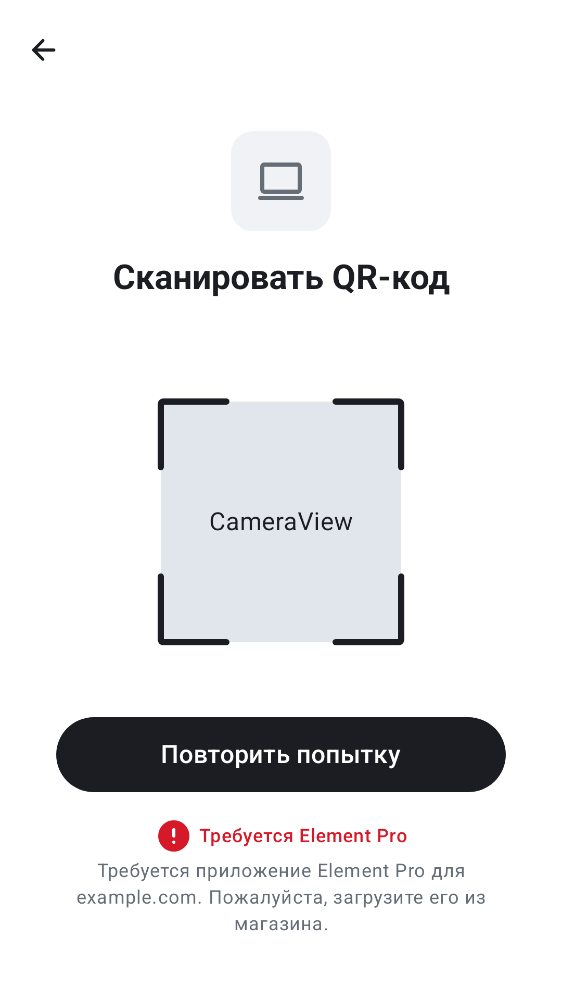 Сканировать QR-код
CameraView
Повторить попытку
Требуется Element Pro
Требуется приложение Element Pro для
example.com. Пожалуйста, загрузите его из
магазина.